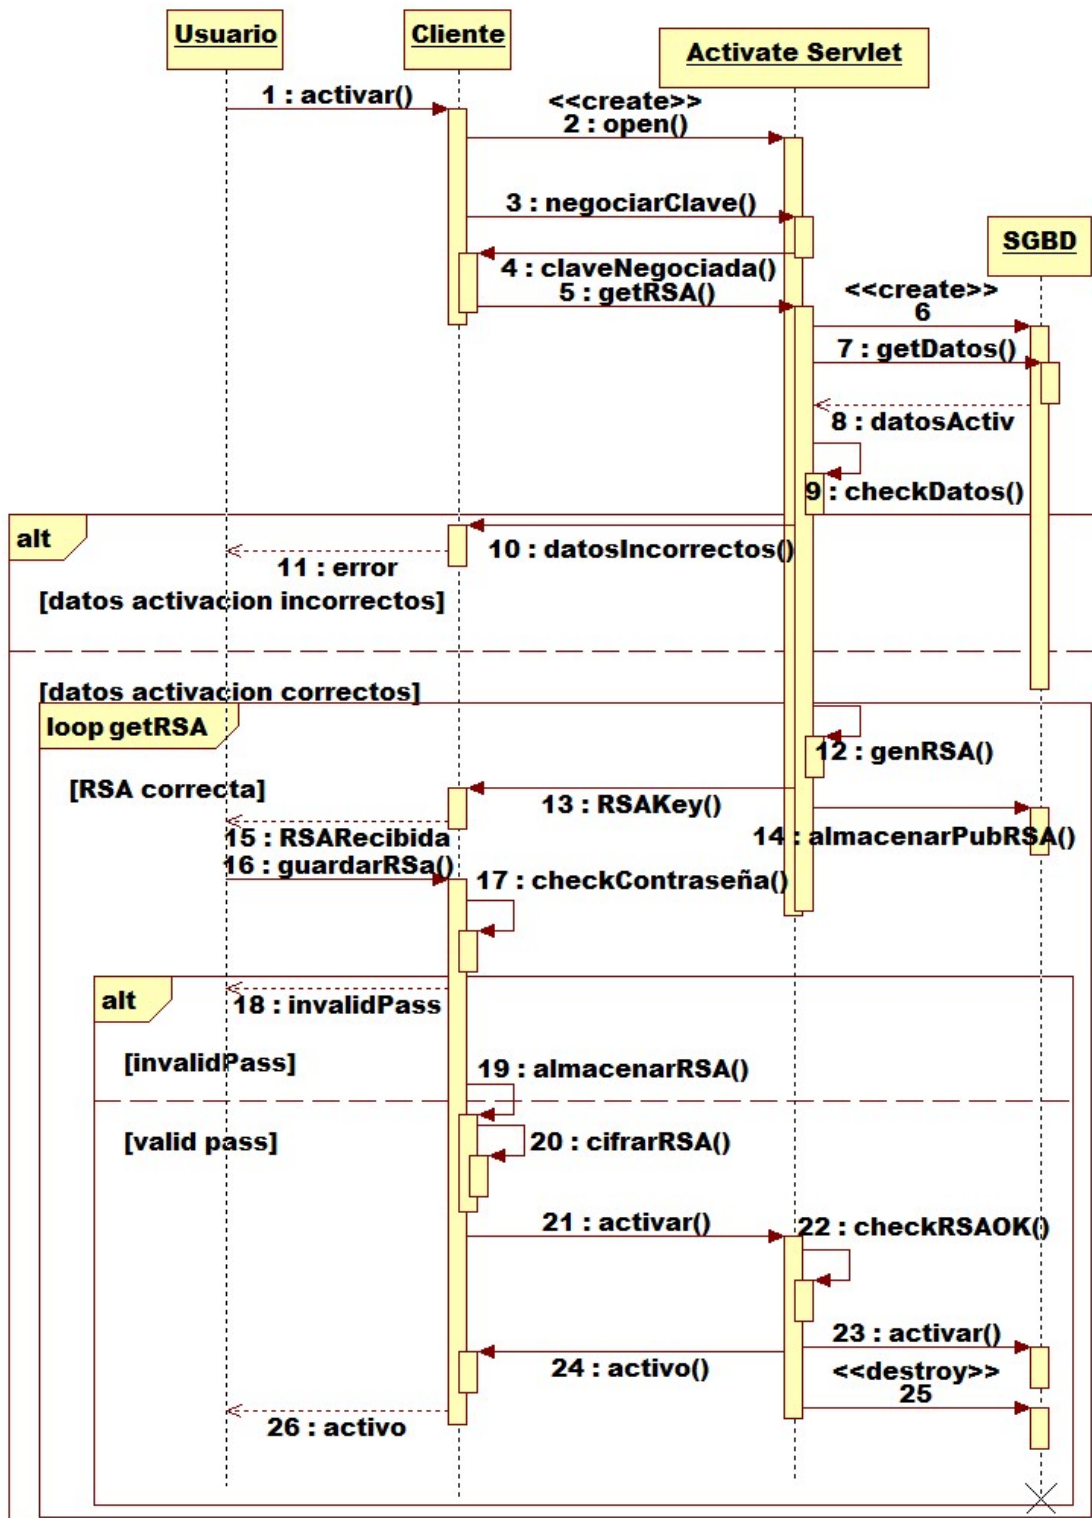 Usuario
Cliente
Activate Servlet
1 : activar()
<<create>>
2 : open()
3 : negociarClave()
SGBD
4 : claveNegociada()
5 : getRSA()
<<create>>
6
7 : getDatos()
8 : datosActiv
9 : checkDatos()
alt
10 : datosIncorrectos()
11 : error
[datos activacion incorrectos]
[datos activacion correctos]
loop getRSA
12 : genRSA()
[RSA correcta]
13 : RSAKey()
14 : almacenarPubRSA()
15 : RSARecibida
16 : guardarRSa()
17 : checkContraseña()
alt
18 : invalidPass
[invalidPass]
19 : almacenarRSA()
[valid pass]
20 : cifrarRSA()
21 : activar()
22 : checkRSAOK()
23 : activar()
24 : activo()
<<destroy>>
25
26 : activo